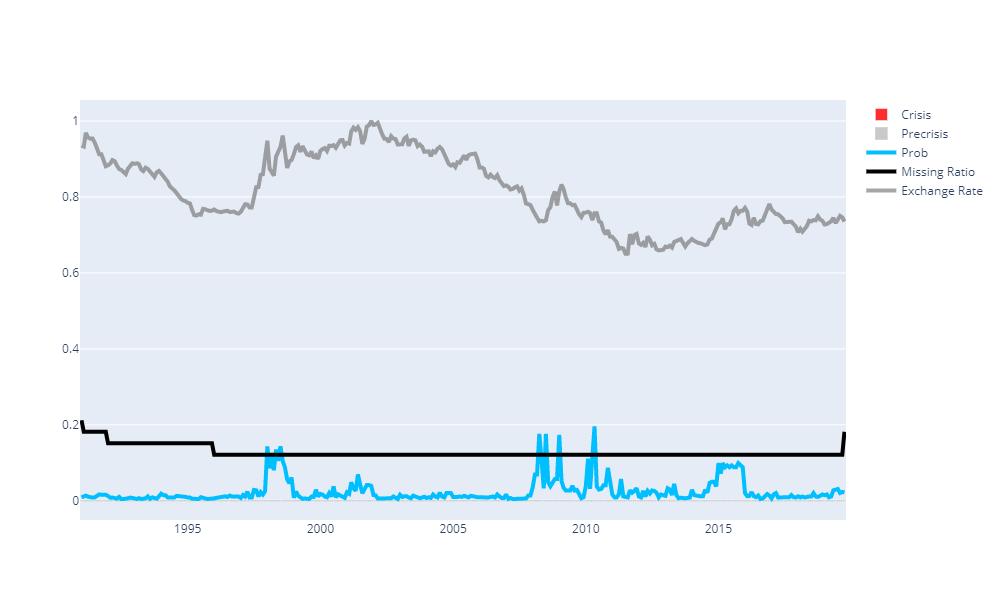 1
0.8
0.6
0.4
0.2
0
1995
2000
2005
2010
2015
Crisis
Precrisis
Prob
Missing Ratio
Exchange Rate